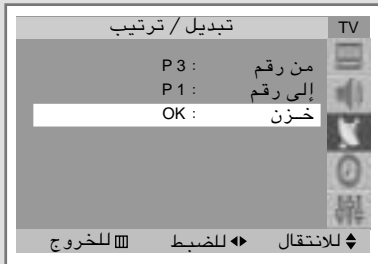 TV تبديل / ترتيب
من رقم : P 3
إلى رقم : P 1
خـزن : OK
للانتقال للضبط للخروج